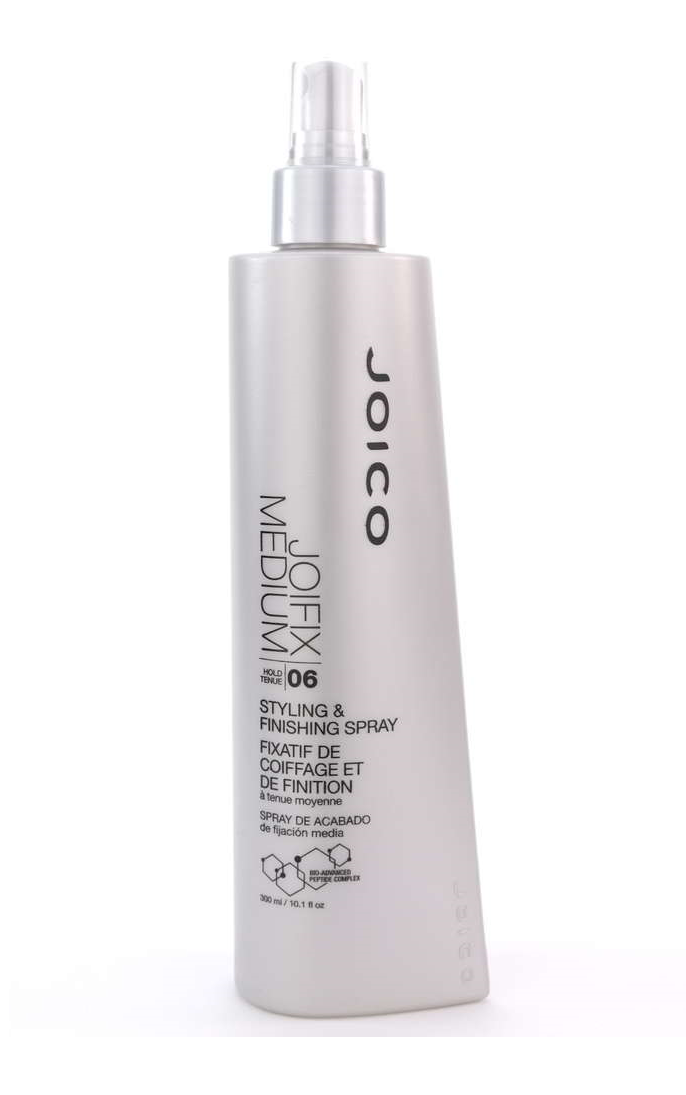 JOICO
JOIFIX
MEDIUM
HOLD
TENUE
06
STYLING &
FINISHING SPRAY
FIXATIF DE
COIFFAGE ET
DE FINITION
à tenue moyenne
SPRAY DE ACABADO
de fijación media
BIO-ADVANCED
PEPTIDE COMPLEX
300 ml / 10.1 fl oz
JOICO